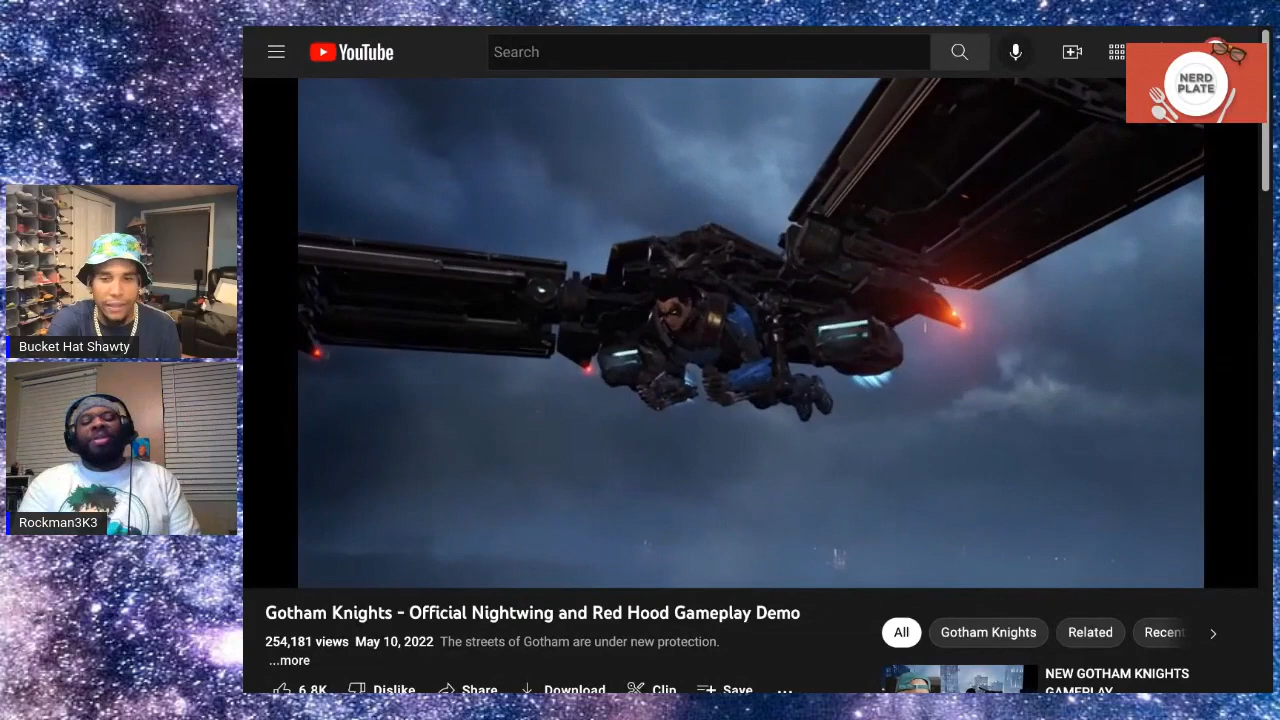 YouTube
Search
NERD
PLATE
Bucket Hat Shawty
Rockman3K3
Gotham Knights - Official Nightwing and Red Hood Gameplay Demo
254,181 views May 10, 2022 The streets of Gotham are under new protection.
...more
6.8K Dislike Share Download Clip Save ...
All Gotham Knights Related Recent
NEW GOTHAM KNIGHTS
GAMEPLAY